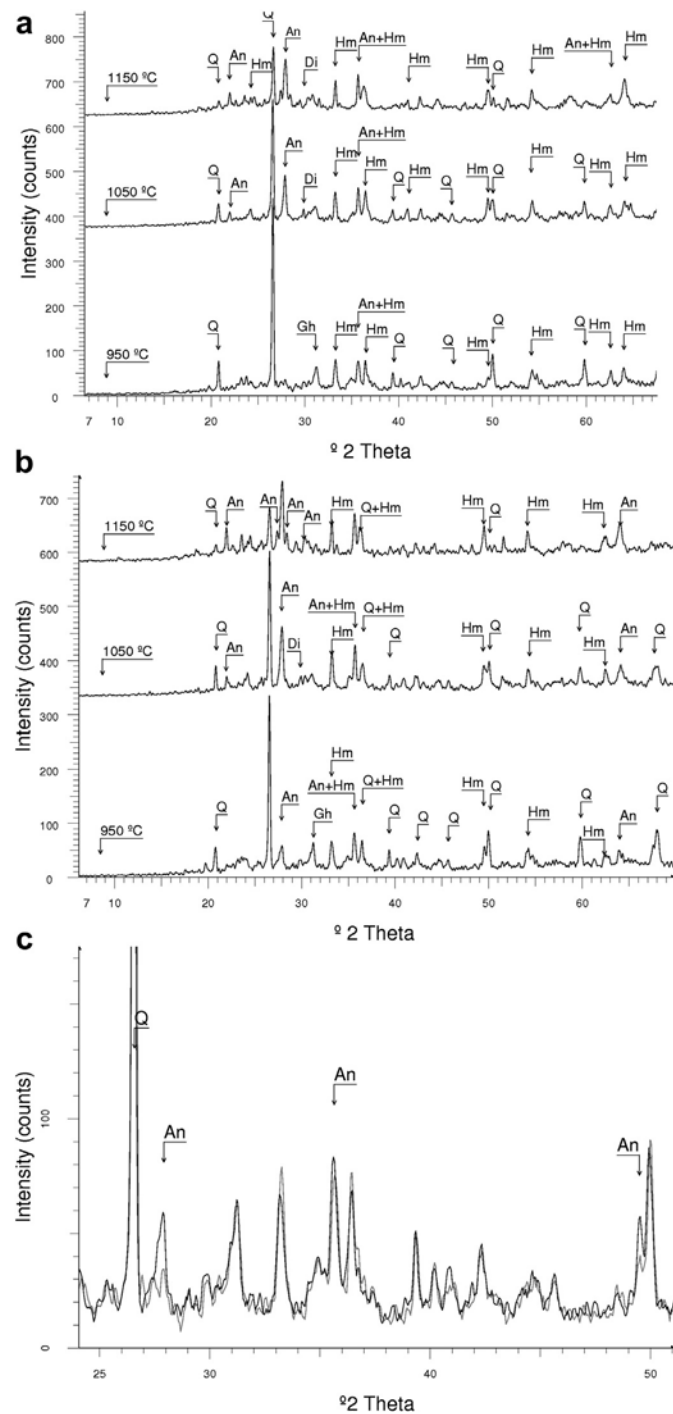 a
Q
An
Hm
An+Hm
Hm
Q
An
Hm
Di
Hm
Hm
Q
Hm
An+Hm
Hm
1150 ºC
An+Hm
Q
An
Di
An
Hm
Hm
Q
Hm
Q
Hm
Q
Hm
Q
Hm
Hm
1050 ºC
An+Hm
Q
Gh
Hm
Hm
Q
Q
Hm
Q
Hm
Q
Hm
Hm
950 ºC
800
700
600
500
400
300
200
100
0
Intensity (counts)
7 10 20 30 40 50 60
º 2 Theta
b
Q
An
An
An
An
Hm
Q+Hm
Hm
Q
Hm
Hm
An
1150 ºC
An
An+Hm
Q+Hm
Q
An
Di
Hm
Q
Hm
Q
Hm
Q
Hm
An
Q
1050 ºC
Hm
An+Hm
Q+Hm
Q
An
Gh
Q
Q
Q
Hm
Q
Hm
Q
Hm
An
Q
950 ºC
700
600
500
400
300
200
100
0
Intensity (counts)
7 10 20 30 40 50 60
º 2 Theta
c
Q
An
An
An
100
0
Intensity (counts)
25 30 40 50
º2 Theta